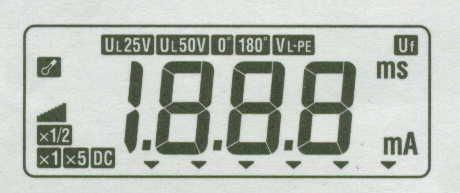 UL25V UL50V 0° 180° VL-PE Uf
ms
1.8.8.8
×1/2
×1 ×5 DC
mA